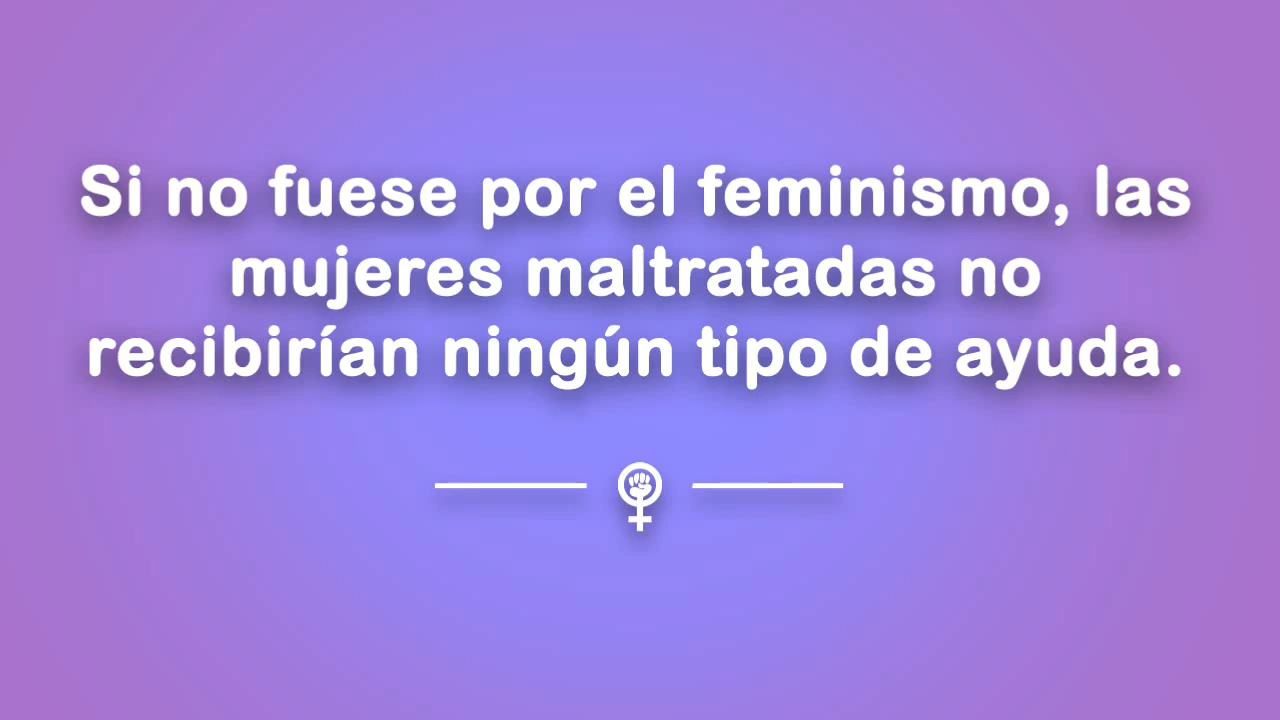 Si no fuese por el feminismo, las
mujeres maltratadas no
recibirían ningún tipo de ayuda.